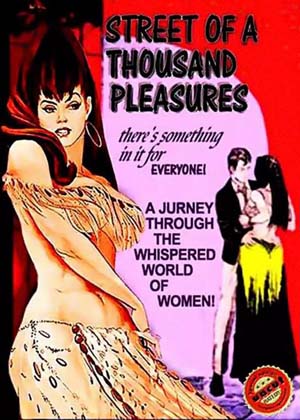 STREET OF A
THOUSAND
PLEASURES
there's something
in it for
EVERYONE!
A JURNEY
THROUGH
THE
WHISPERED
WORLD
OF
WOMEN!